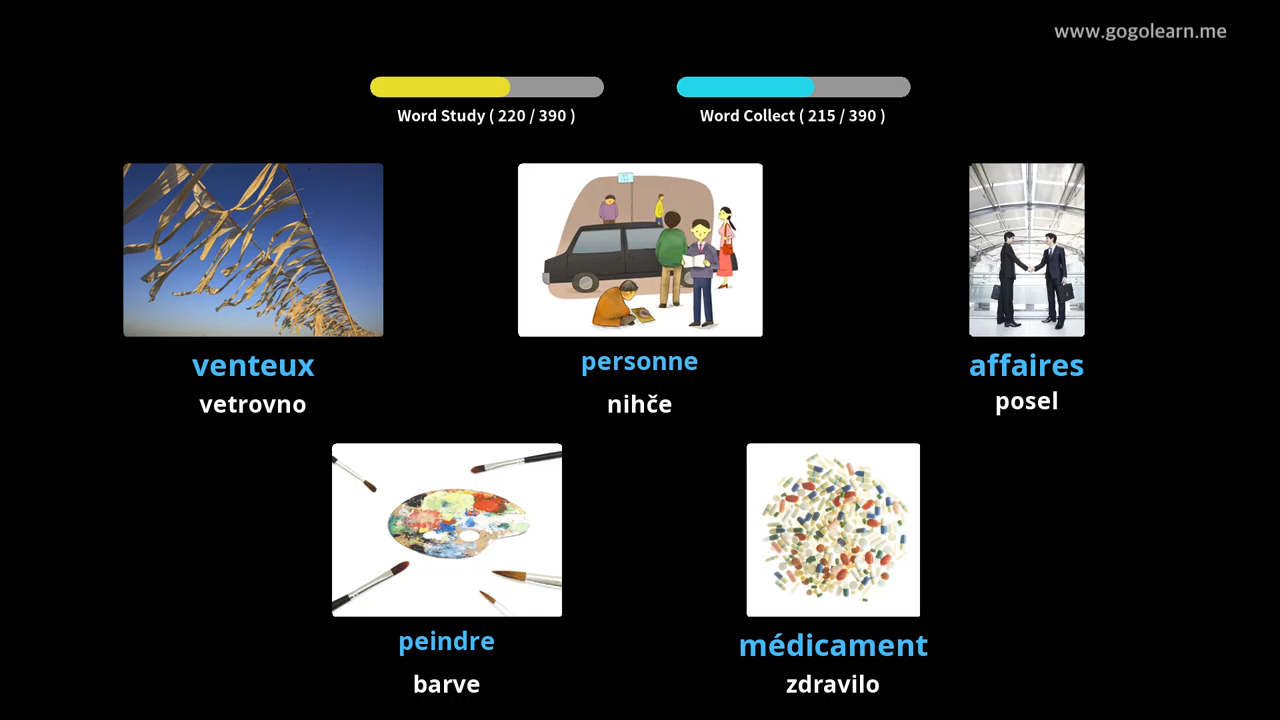 www.gogolearn.me
Word Study ( 220 / 390 )
Word Collect ( 215 / 390 )
venteux
vetrovno
personne
nihče
affaires
posel
peindre
barve
médicament
zdravilo